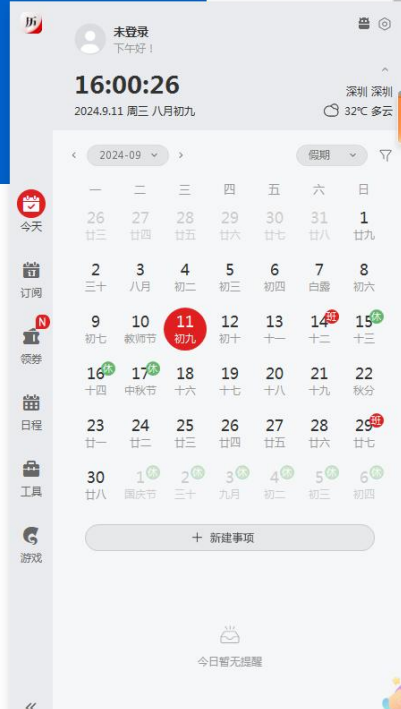 历
未登录
下午好！
16:00:26
深圳 深圳
2024.9.11 周三 八月初九
32℃ 多云
2024-09
假期
一 二 三 四 五 六 日
26 27 28 29 30 31 1
廿三 廿四 廿五 廿六 廿七 廿八 廿九
今天
2 3 4 5 6 7 8
三十 八月 初二 初三 初四 白露 初六
订阅
9 10 11 12 13 14班 15休
初七 教师节 初九 初十 十一 十二 十三
N
领券
16休 17休 18 19 20 21 22
十四 中秋节 十六 十七 十八 十九 秋分
日程
23 24 25 26 27 28 29班
廿一 廿二 廿三 廿四 廿五 廿六 廿七
工具
30 1休 2休 3休 4休 5休 6休
廿八 国庆节 三十 九月 初二 初三 初四
+ 新建事项
游戏
今日暂无提醒